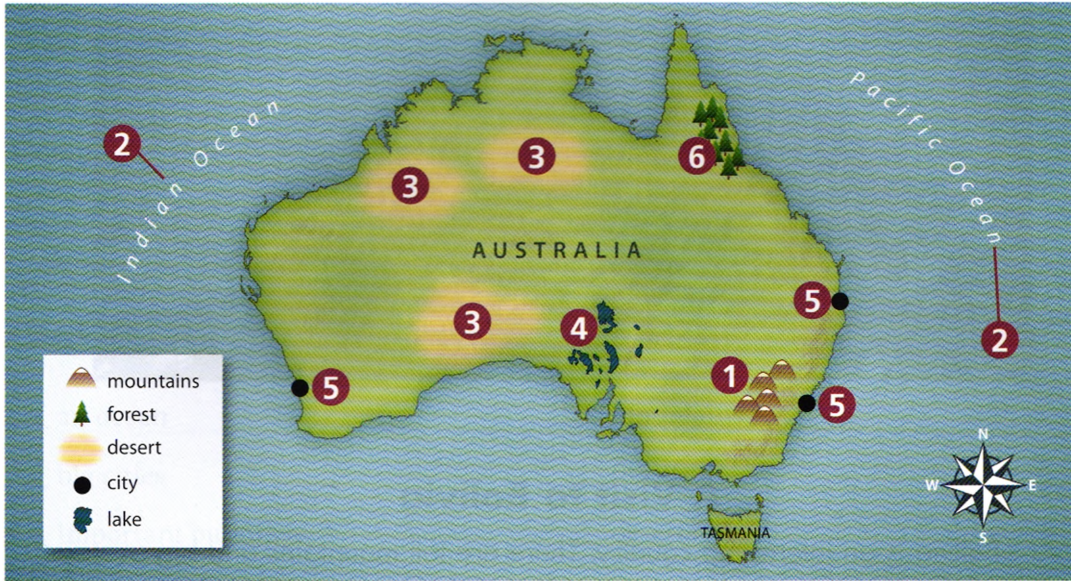 Indian Ocean
Pacific Ocean
2
3
3
6
AUSTRALIA
3
4
5
2
1
5
5
mountains
forest
desert
city
lake
N
W
E
S
TASMANIA